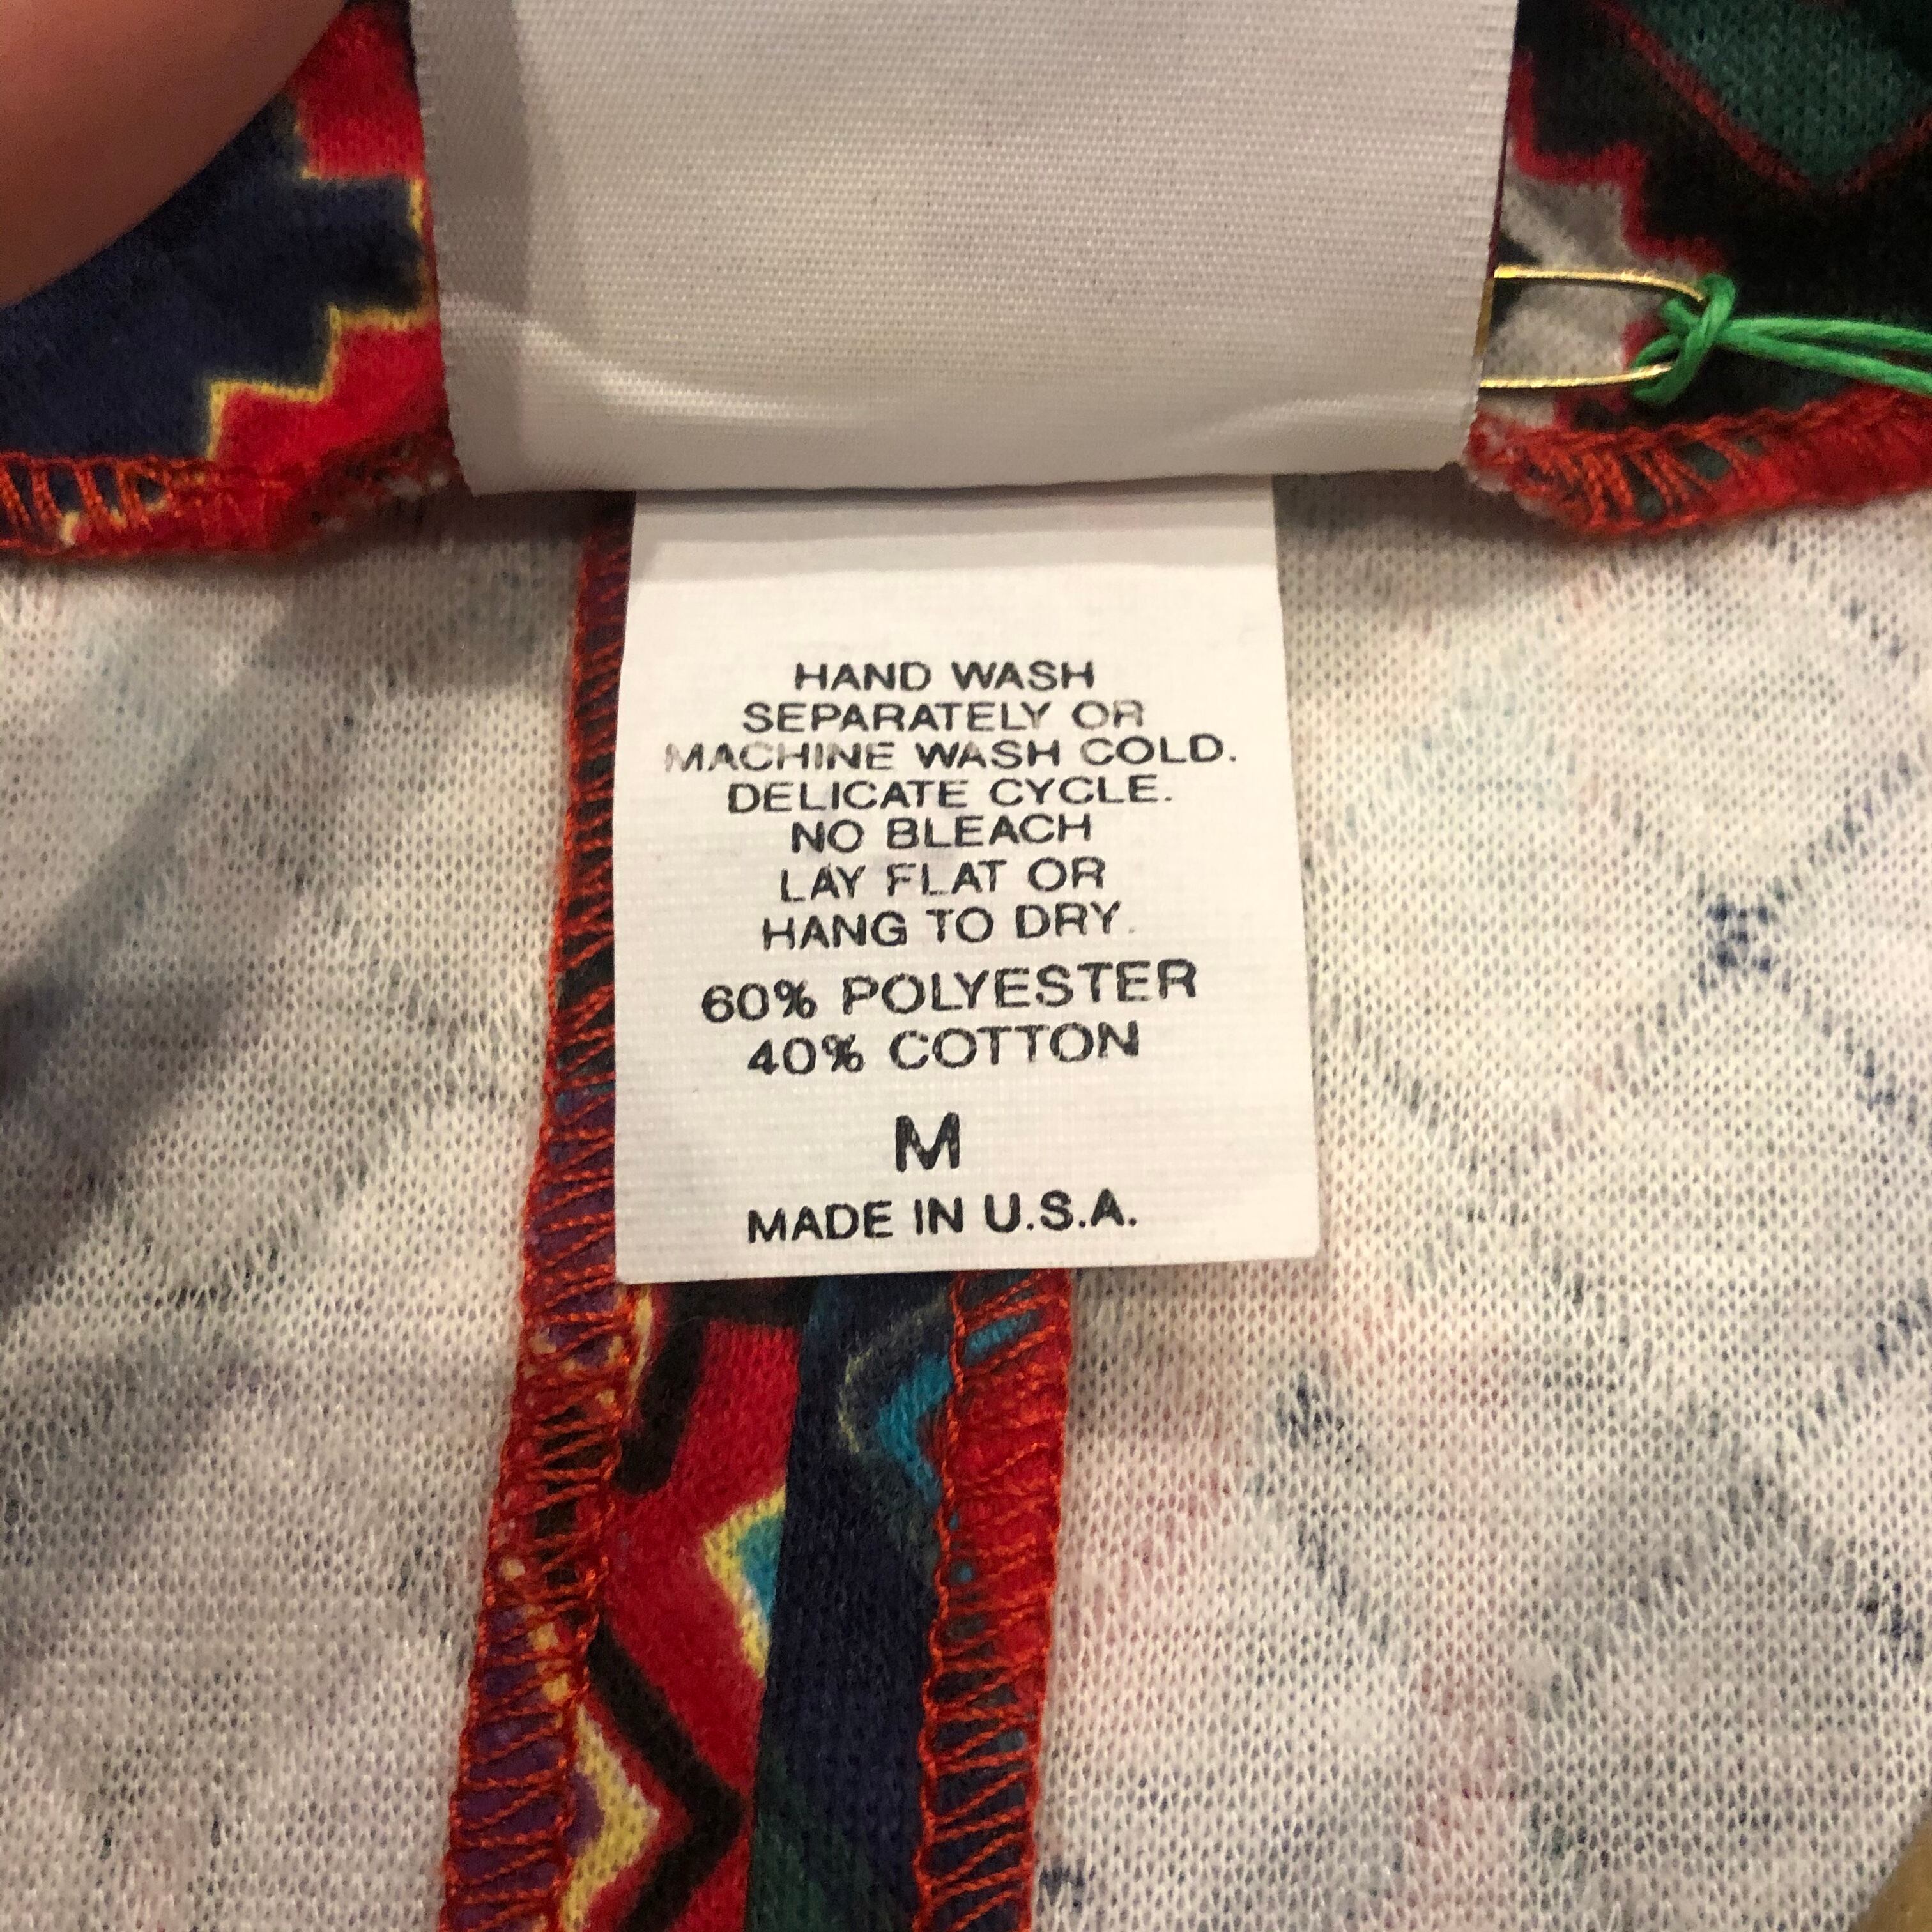 HAND WASH
SEPARATELY OR
MACHINE WASH COLD.
DELICATE CYCLE.
NO BLEACH
LAY FLAT OR
HANG TO DRY.
60% POLYESTER
40% COTTON
M
MADE IN U.S.A.